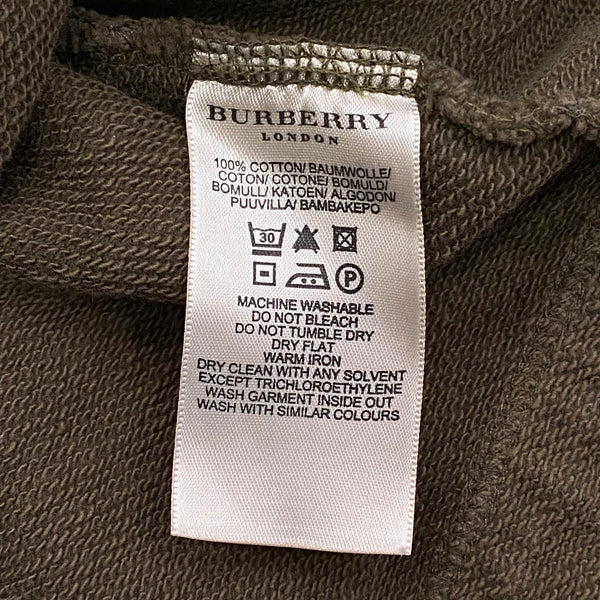 BURBERRY
LONDON
100% COTTON/ BAUMWOLLE/
COTON/ COTONE/ BOMULD/
BOMULL/ KATOEN/ ALGODON/
PUUVILLA/ BAMBAKEPO
30
P
MACHINE WASHABLE
DO NOT BLEACH
DO NOT TUMBLE DRY
DRY FLAT
WARM IRON
DRY CLEAN WITH ANY SOLVENT
EXCEPT TRICHLOROETHYLENE
WASH GARMENT INSIDE OUT
WASH WITH SIMILAR COLOURS